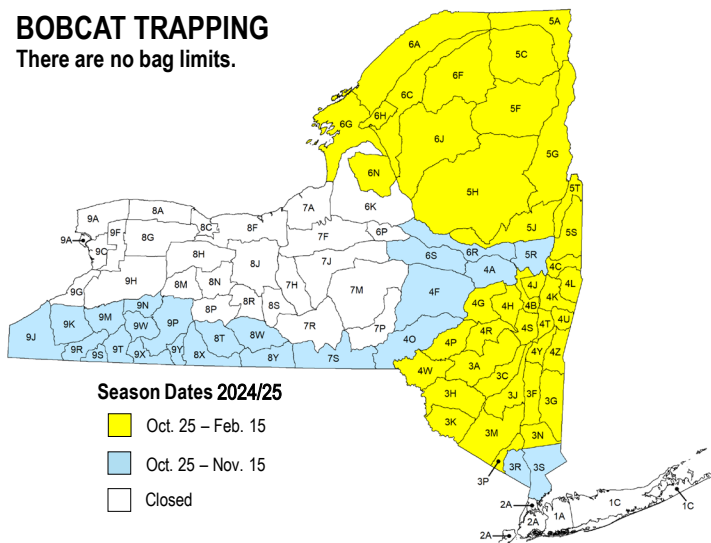 BOBCAT TRAPPING
There are no bag limits.
5A
6A
5C
6F
6C
5F
6H
6G
6J
5G
6N
5H
5T
7A
6K
9A
8A
9F
8C
8F
5J
5S
9A
8G
7F
6P
9C
8H
8J
7J
6S
6R
5R
4A
4C
9G
9H
8M
8N
7H
7M
4F
4J
4L
9N
8R
8S
4G
4H
4B
4K
9K
9M
8P
9J
9W
9P
7R
7P
4R
4S
4T
4U
8T
8W
4O
4P
9R
9S
9T
9X
9Y
8X
8Y
7S
4Y
4Z
4W
3A
3C
Season Dates 2024/25
3H
3J
3F
3G
Oct. 25 – Feb. 15
3K
3M
3N
Oct. 25 – Nov. 15
3R
3S
3P
Closed
2A
1C
1C
2A
1A
2A